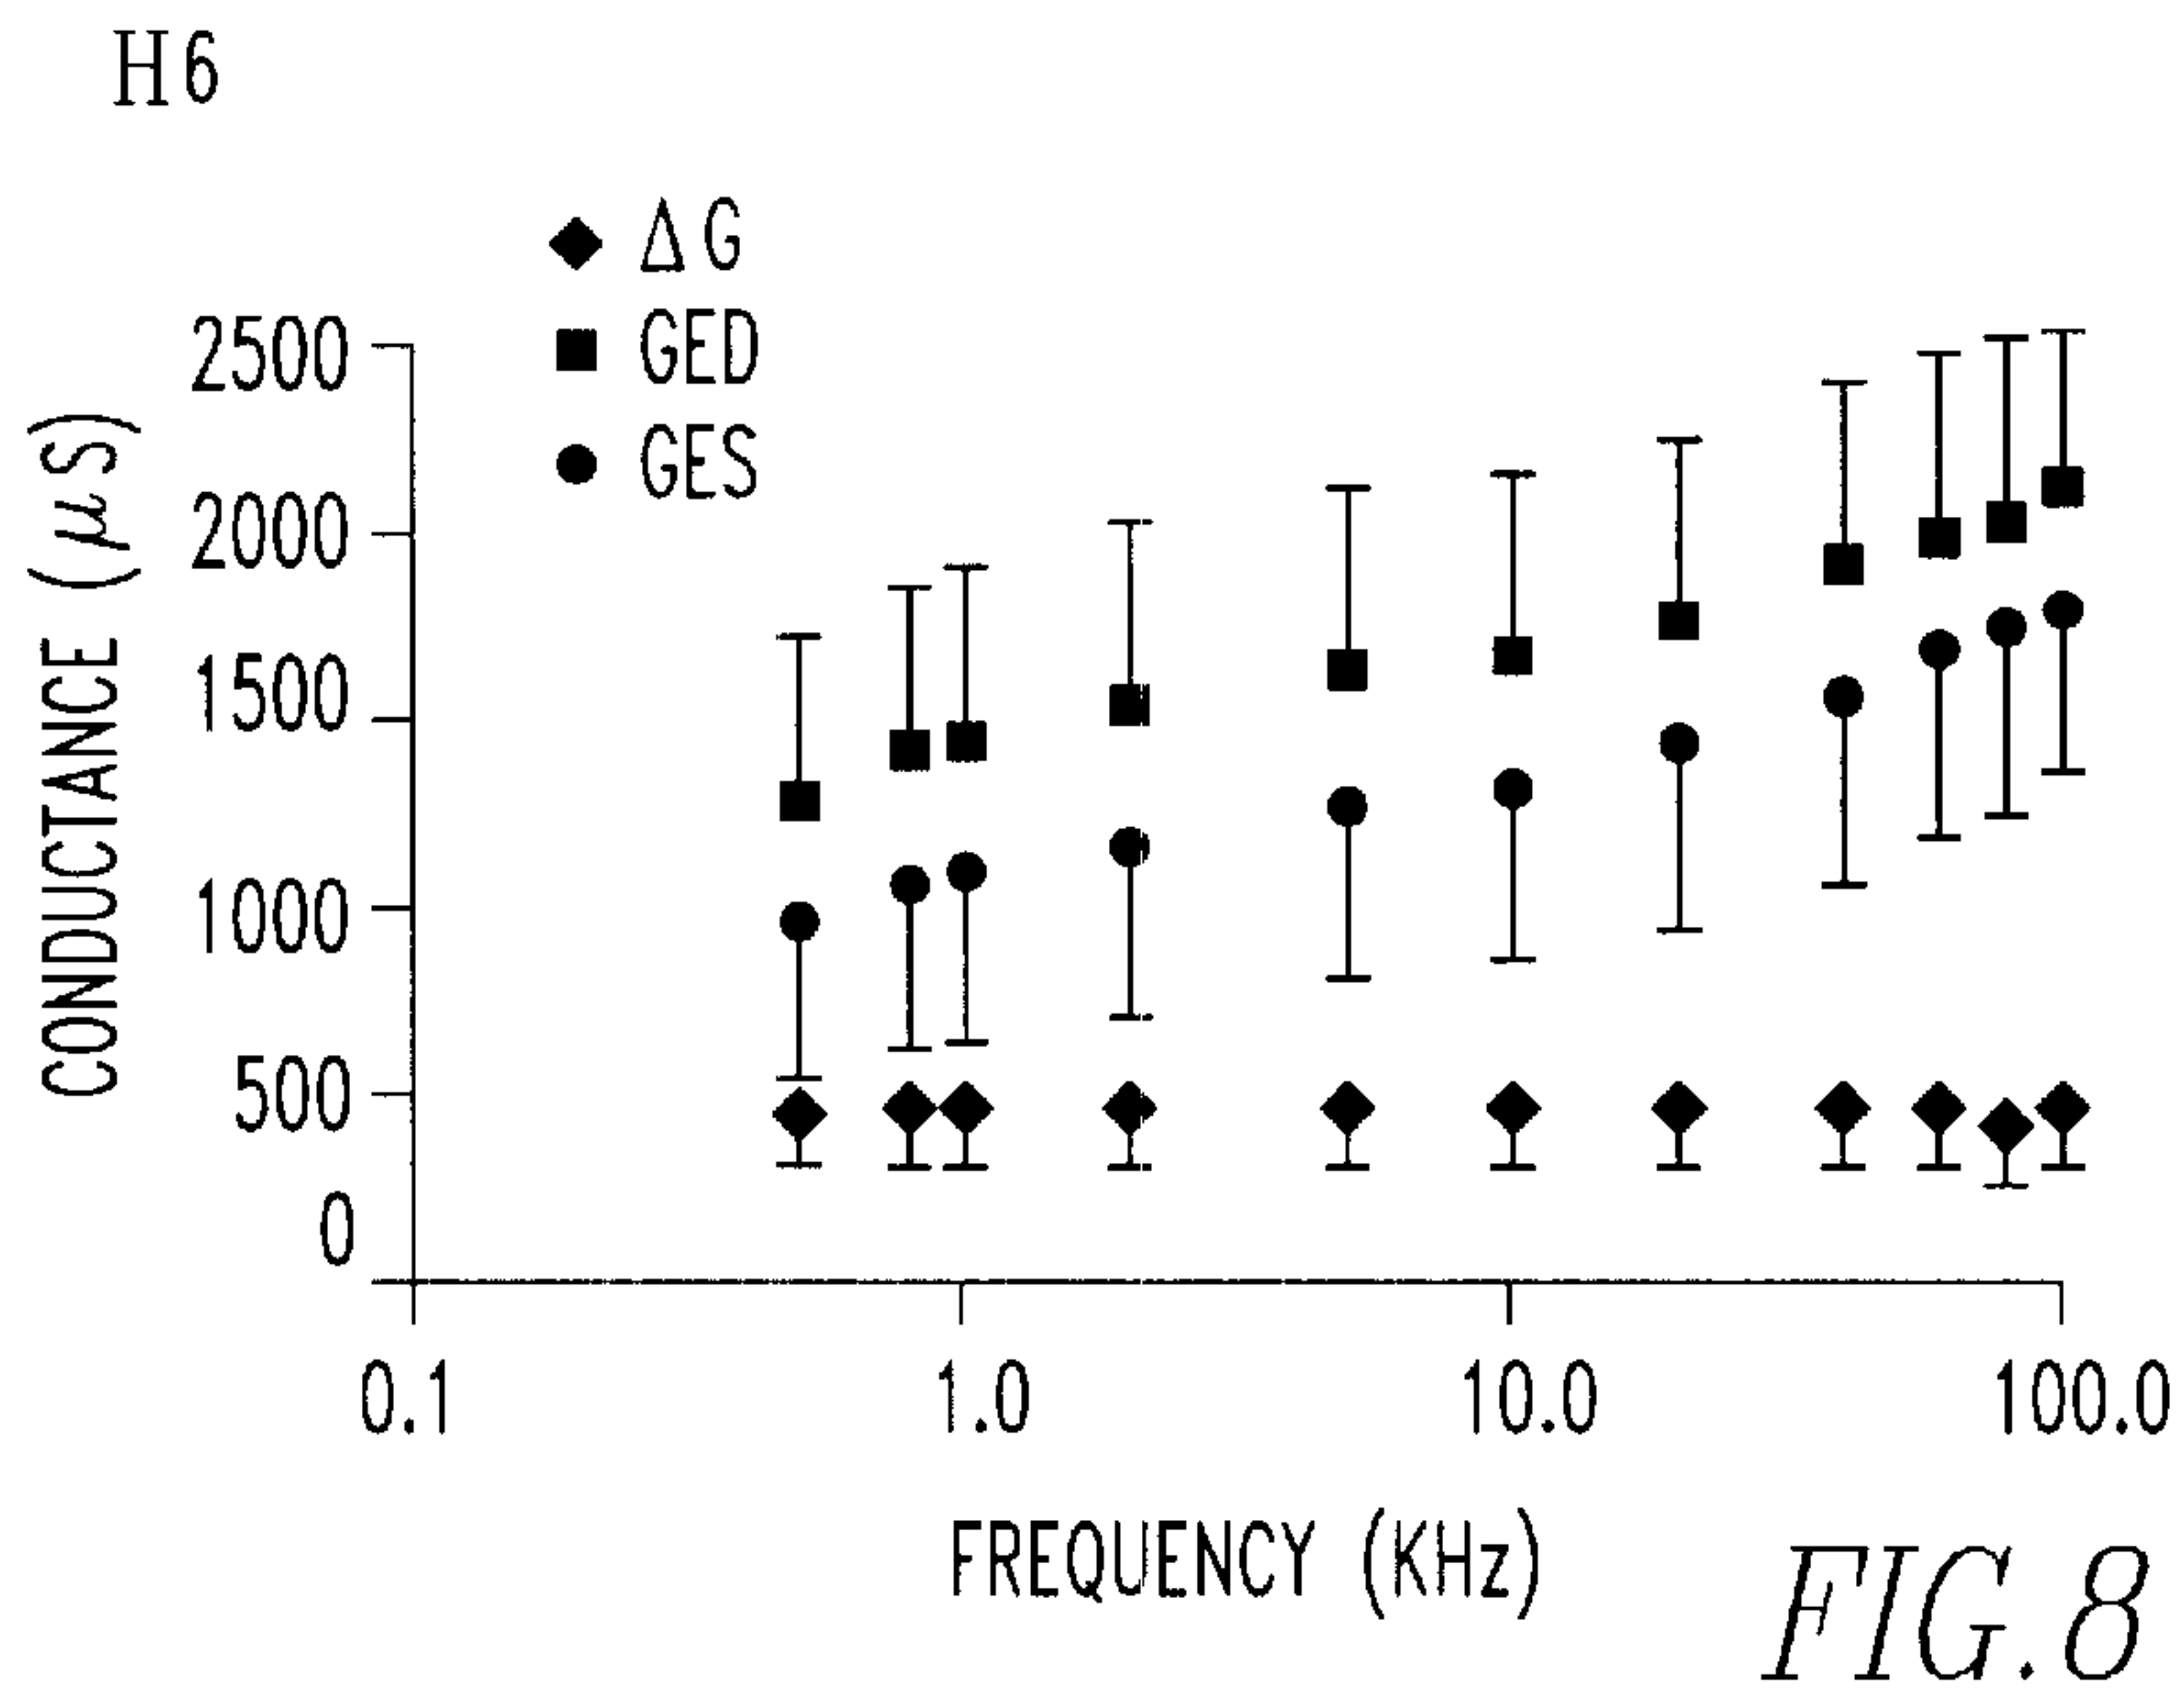 H6
ΔG
GED
GES
CONDUCTANCE (μS)
2500
2000
1500
1000
500
0
0.1
1.0
10.0
100.0
FREQUENCY (KHz)
FIG.8